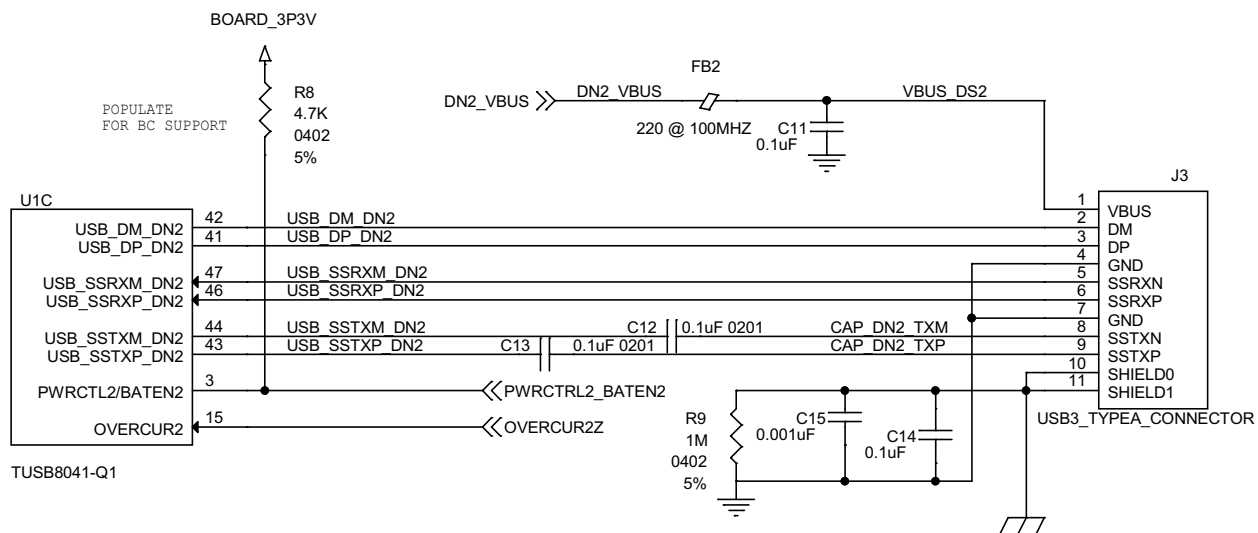 BOARD_3P3V
POPULATE
FOR BC SUPPORT
R8
4.7K
0402
5%
FB2
DN2_VBUS
DN2_VBUS
VBUS_DS2
220 @ 100MHZ
C11
0.1uF
J3
U1C
USB_DM_DN2 42 USB_DM_DN2 1 VBUS
USB_DP_DN2 41 USB_DP_DN2 2 DM
3 DP
4 GND
USB_SSRXM_DN2 47 USB_SSRXM_DN2 5 SSRXN
USB_SSRXP_DN2 46 USB_SSRXP_DN2 6 SSRXP
7 GND
USB_SSTXM_DN2 44 USB_SSTXM_DN2 C12 0.1uF 0201 CAP_DN2_TXM 8 SSTXN
USB_SSTXP_DN2 43 USB_SSTXP_DN2 C13 0.1uF 0201 CAP_DN2_TXP 9 SSTXP
10 SHIELD0
PWRCTL2/BATEN2 3 PWRCTRL2_BATEN2 11 SHIELD1
OVERCUR2 15 OVERCUR2Z
USB3_TYPEA_CONNECTOR
R9
1M
0402
5%
C15
0.001uF
C14
0.1uF
TUSB8041-Q1